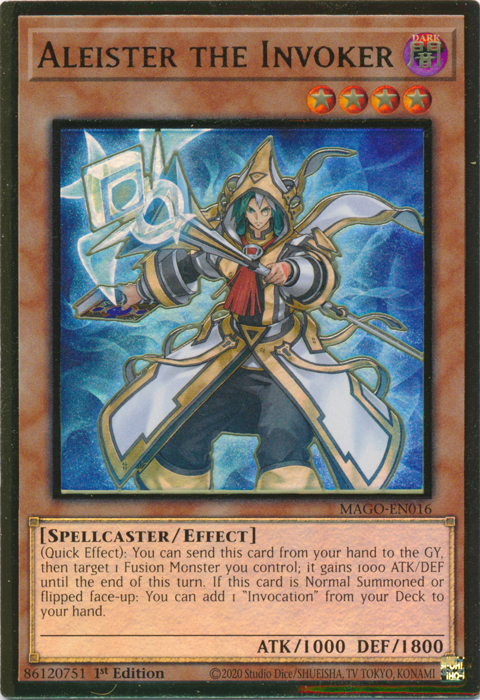 ALEISTER THE INVOKER
DARK
闇
MAGO-EN016
[SPELLCASTER/EFFECT]
(Quick Effect): You can send this card from your hand to the GY,
then target 1 Fusion Monster you control; it gains 1000 ATK/DEF
until the end of this turn. If this card is Normal Summoned or
flipped face-up: You can add 1 "Invocation" from your Deck to
your hand.
ATK/1000 DEF/1800
86120751 1st Edition ©2020 Studio Dice/SHUEISHA, TV TOKYO, KONAMI